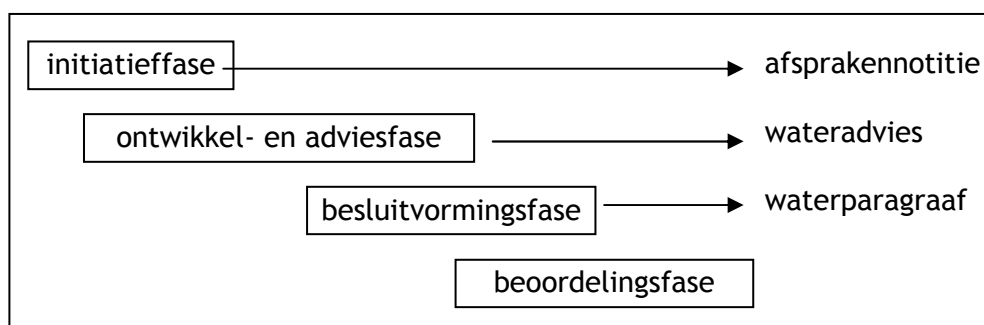 initiatieffase afsprakennotitie
ontwikkel- en adviesfase wateradvies
besluitvormingsfase waterparagraaf
beoordelingsfase